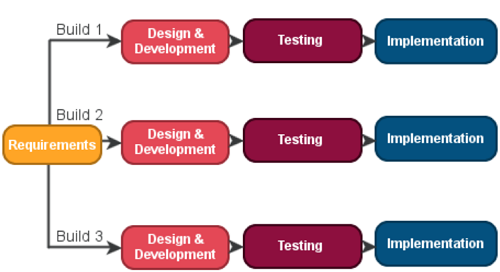 Build 1
Design &
Development
Testing
Implementation
Build 2
Requirements
Design &
Development
Testing
Implementation
Build 3
Design &
Development
Testing
Implementation